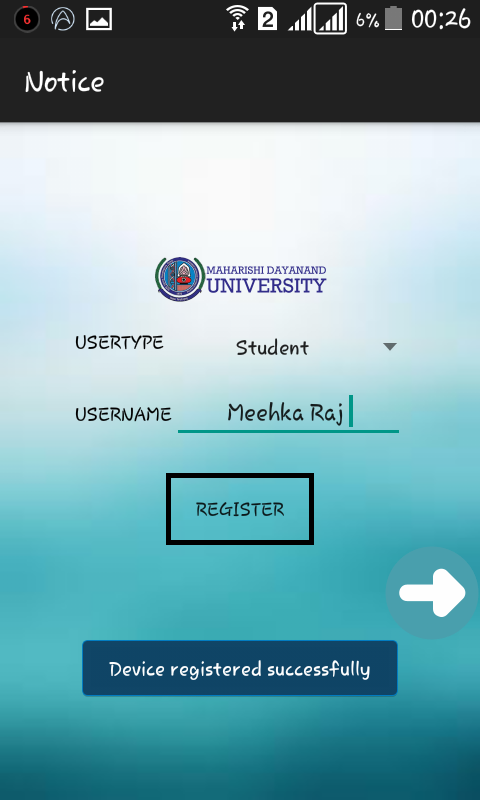 6 2 6% 00:26
Notice
MAHARISHI DAYANAND
UNIVERSITY
USERTYPE Student
USERNAME Meehka Raj
REGISTER
Device registered successfully